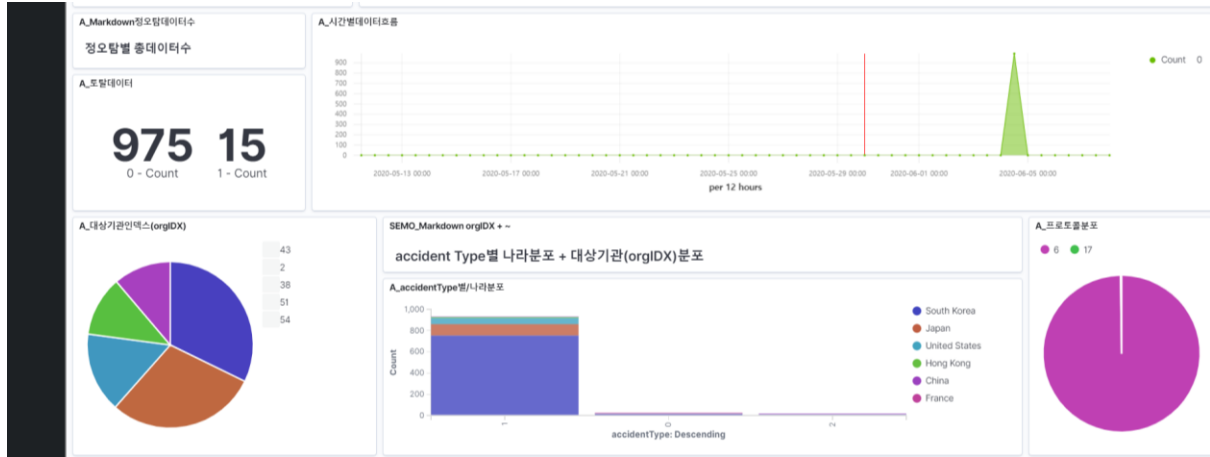 A_Markdown정오탐데이터수
정오탐별 종데이터수
A_토탈데이터
975
0 - Count
15
1 - Count
A_시간별데이터흐름
900
800
700
600
500
400
300
200
100
0
2020-05-13 00:00
2020-05-17 00:00
2020-05-21 00:00
2020-05-25 00:00
2020-05-29 00:00
2020-06-01 00:00
2020-06-05 00:00
per 12 hours
Count 0
A_대상기관인덱스(orgIDX)
43
2
38
51
54
SEMO_Markdown orgIDX + ~
accident Type별 나라분포 + 대상기관(orgIDX)분포
A_accidentType별/나라분포
1,000
800
600
400
200
0
Count
1
0
2
accidentType: Descending
South Korea
Japan
United States
Hong Kong
China
France
A_프로토콜분포
6
17